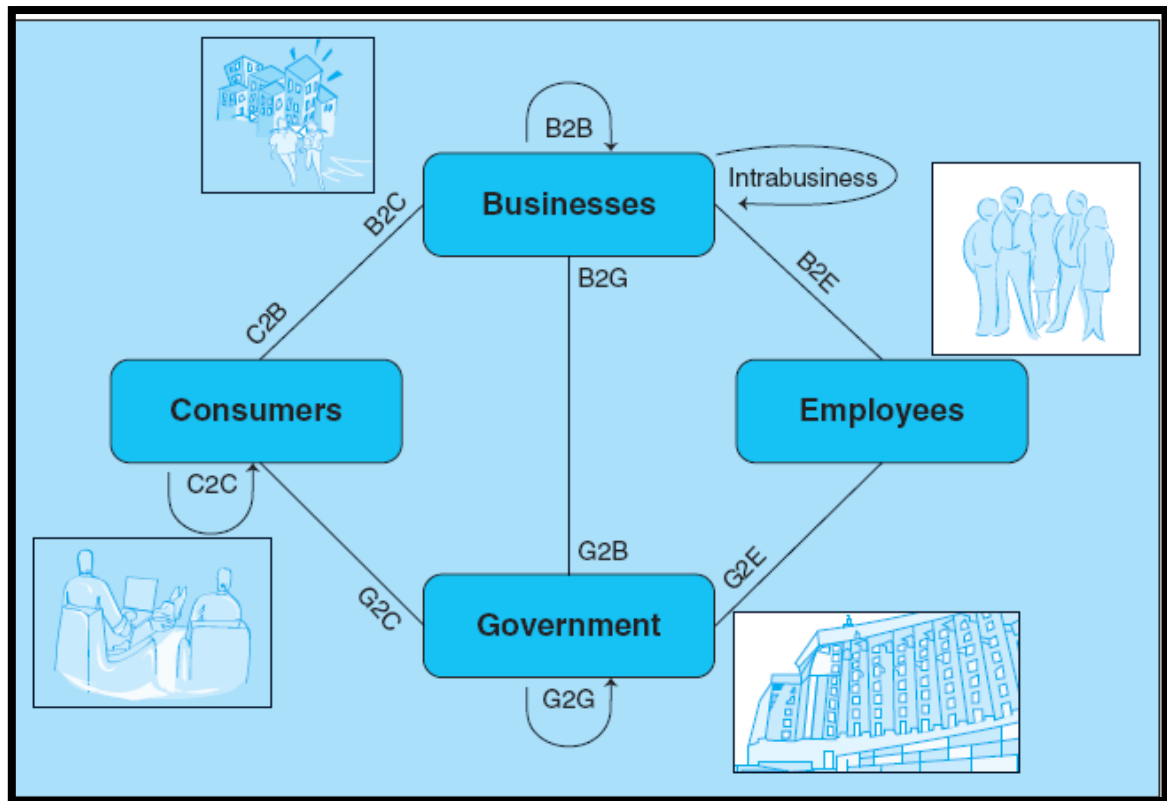 B2B
Businesses
Intrabusiness
B2C
B2G
B2E
C2B
Consumers
Employees
C2C
G2C
G2B
G2E
Government
G2G